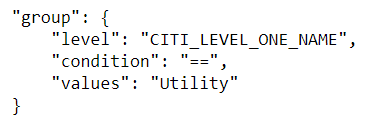 "group": {
    "level": "CITI_LEVEL_ONE_NAME",
    "condition": "==",
    "values": "Utility"
}